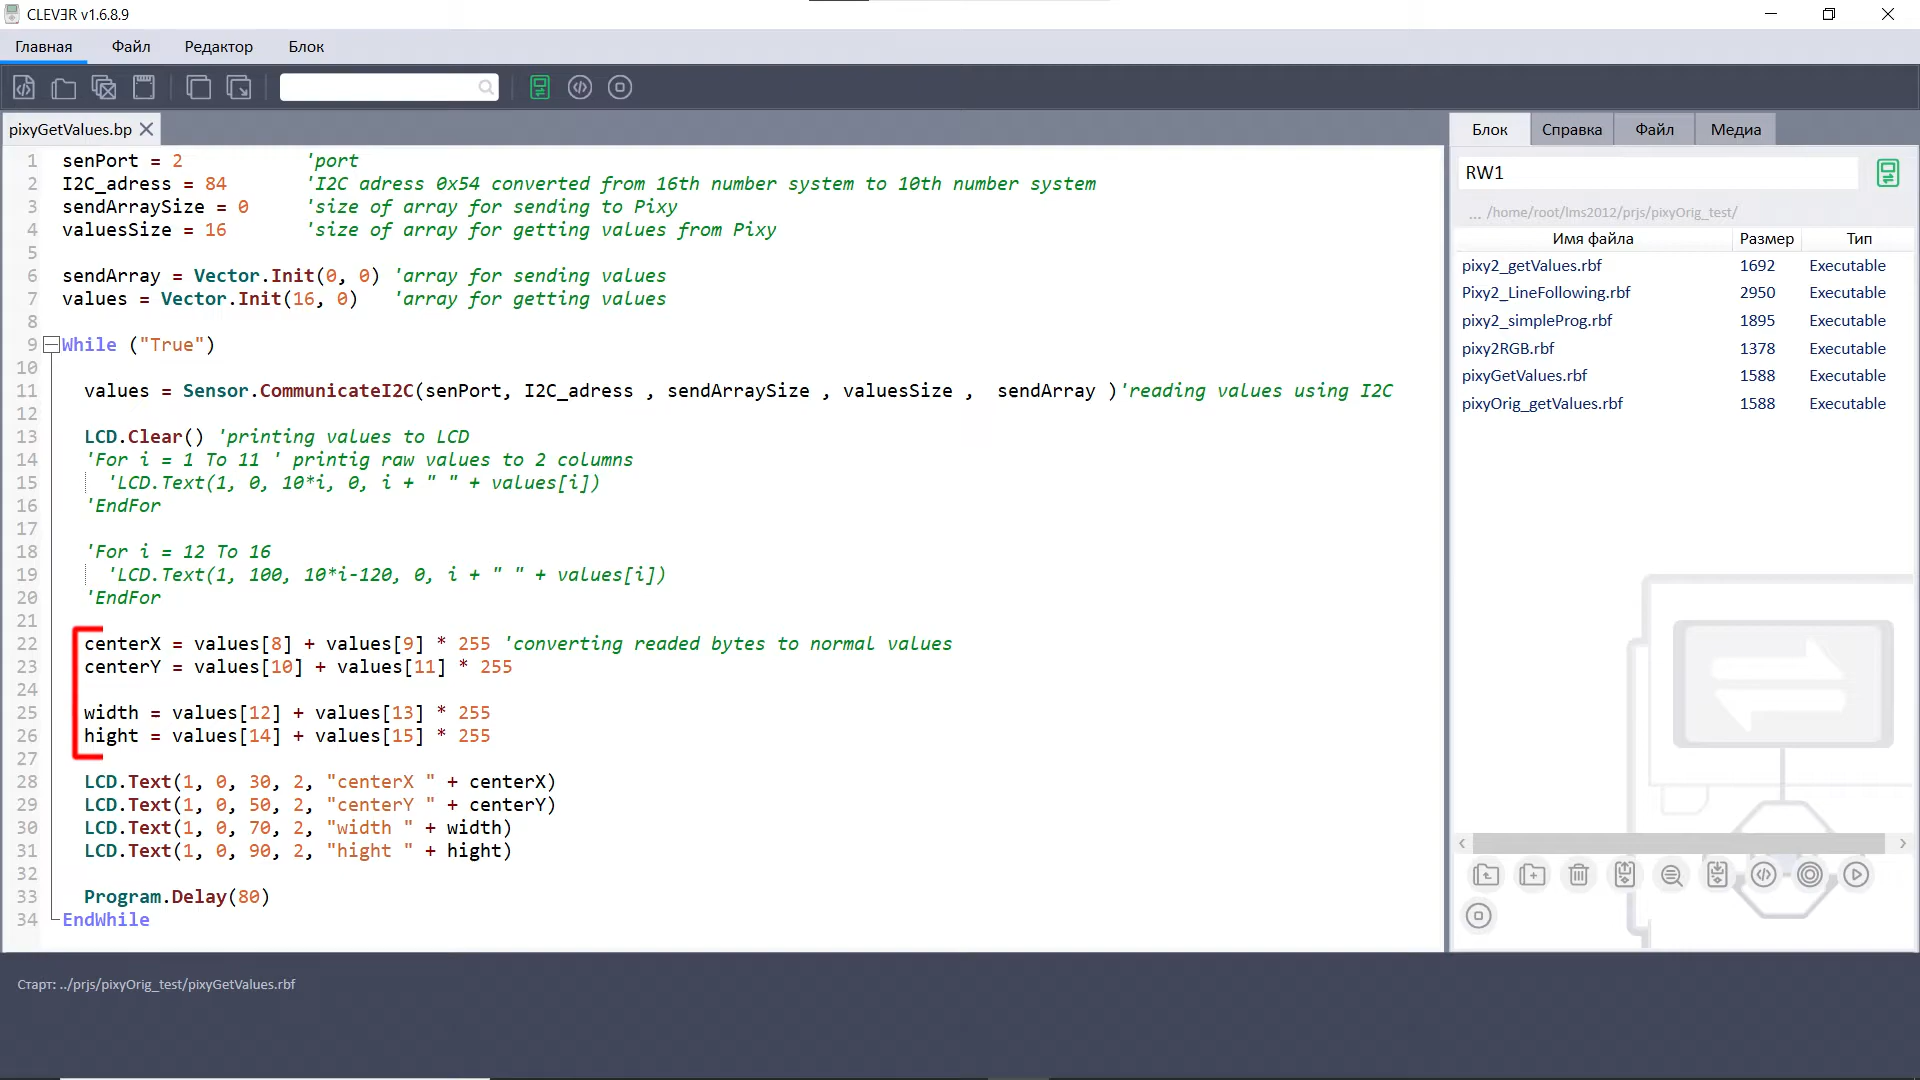 CLEVƎR v1.6.8.9
Главная Файл Редактор Блок
pixyGetValues.bp
1 senPort = 2 'port
2 I2C_adress = 84 'I2C adress 0x54 converted from 16th number system to 10th number system
3 sendArraySize = 0 'size of array for sending to Pixy
4 valuesSize = 16 'size of array for getting values from Pixy
5
6 sendArray = Vector.Init(0, 0) 'array for sending values
7 values = Vector.Init(16, 0) 'array for getting values
8
9 While ("True")
10
11 values = Sensor.CommunicateI2C(senPort, I2C_adress , sendArraySize , valuesSize , sendArray )'reading values using I2C
12
13 LCD.Clear() 'printing values to LCD
14 'For i = 1 To 11 ' printig raw values to 2 columns
15 'LCD.Text(1, 0, 10*i, 0, i + " " + values[i])
16 'EndFor
17
18 'For i = 12 To 16
19 'LCD.Text(1, 100, 10*i-120, 0, i + " " + values[i])
20 'EndFor
21
22 centerX = values[8] + values[9] * 255 'converting readed bytes to normal values
23 centerY = values[10] + values[11] * 255
24
25 width = values[12] + values[13] * 255
26 hight = values[14] + values[15] * 255
27
28 LCD.Text(1, 0, 30, 2, "centerX " + centerX)
29 LCD.Text(1, 0, 50, 2, "centerY " + centerY)
30 LCD.Text(1, 0, 70, 2, "width " + width)
31 LCD.Text(1, 0, 90, 2, "hight " + hight)
32
33 Program.Delay(80)
34 EndWhile
Блок Справка Файл Медиа
RW1
... /home/root/lms2012/prjs/pixyOrig_test/
Имя файла Размер Тип
pixy2_getValues.rbf 1692 Executable
Pixy2_LineFollowing.rbf 2950 Executable
pixy2_simpleProg.rbf 1895 Executable
pixy2RGB.rbf 1378 Executable
pixyGetValues.rbf 1588 Executable
pixyOrig_getValues.rbf 1588 Executable
Старт: ../prjs/pixyOrig_test/pixyGetValues.rbf